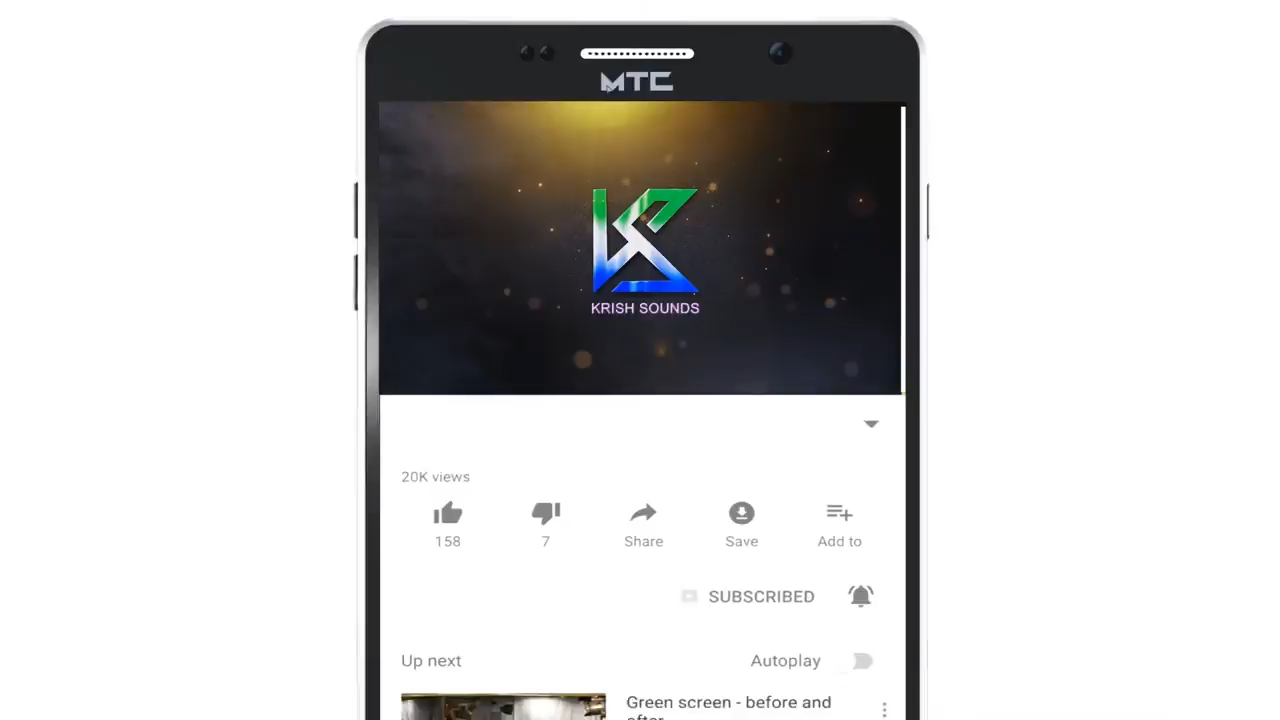 MTC
KRISH SOUNDS
20K views
158
7
Share
Save
Add to
SUBSCRIBED
Up next
Autoplay
Green screen - before and
after